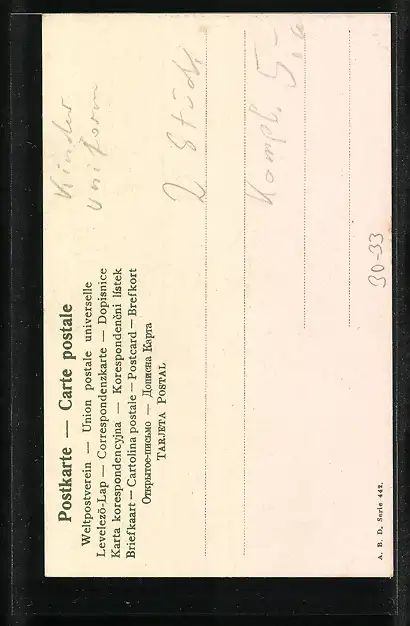 Postkarte — Carte postale
Weltpostverein — Union postale universelle
Levelező-Lap — Correspondenzkarte — Dopisnice
Karta korespondencyjna — Korespondenční lístek
Briefkaart — Cartolina postale — Postcard — Brefkort
Открытое-письмо — Дописна Карта
TARJETA POSTAL
Kinder
Uniform
2 Stück
Kompl. 5,-
30-33
A. B. D. Serie 442.